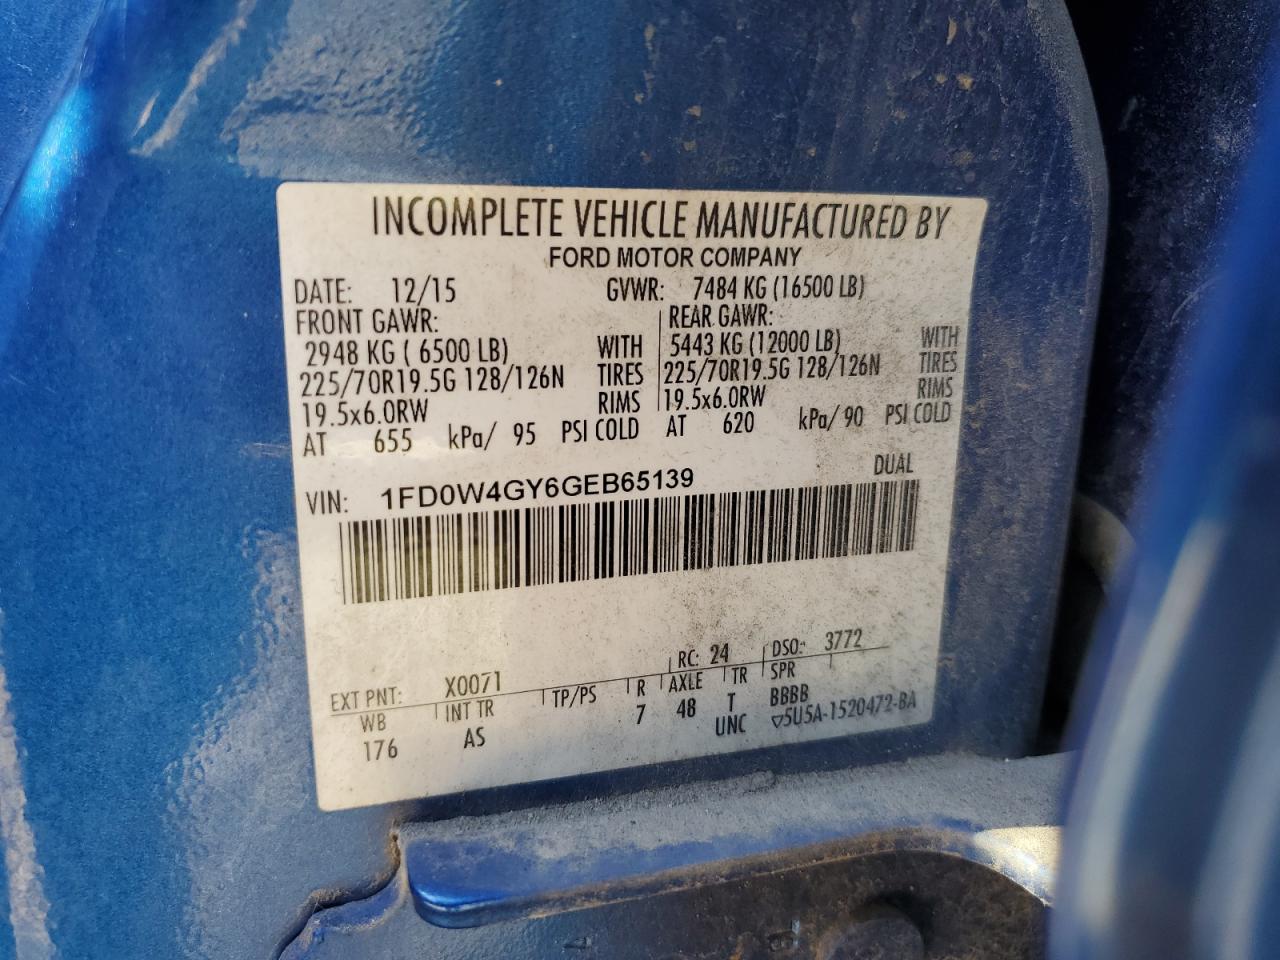 INCOMPLETE VEHICLE MANUFACTURED BY
FORD MOTOR COMPANY
DATE: 12/15 GVWR: 7484 KG (16500 LB)
FRONT GAWR: REAR GAWR:
2948 KG ( 6500 LB) WITH 5443 KG (12000 LB) WITH
225/70R19.5G 128/126N TIRES 225/70R19.5G 128/126N TIRES
19.5x6.0RW RIMS 19.5x6.0RW RIMS
AT 655 kPa/ 95 PSI COLD AT 620 kPa/ 90 PSI COLD
DUAL
VIN: 1FD0W4GY6GEB65139
EXT PNT: X0071 RC: 24 DSO: 3772
WB INT TR TP/PS R AXLE TR SPR
176 AS 7 48 T BBBB
UNC ▽5U5A-1520472-BA